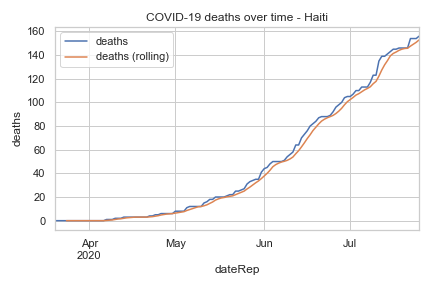 COVID-19 deaths over time - Haiti
deaths
deaths (rolling)
160
140
120
100
80
60
40
20
0
deaths
Apr
2020
May
Jun
Jul
dateRep